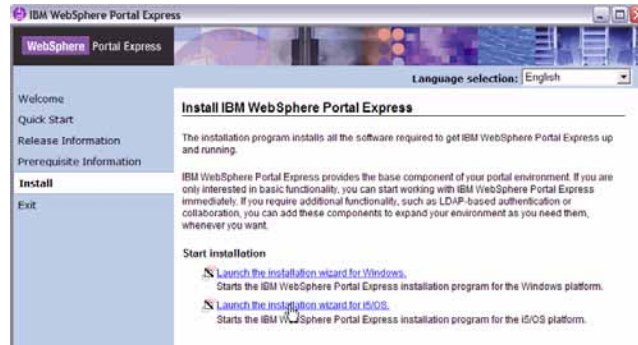 IBM WebSphere Portal Express
WebSphere Portal Express
Language selection: English
Welcome
Quick Start
Release Information
Prerequisite Information
Install
Exit
Install IBM WebSphere Portal Express
The installation program installs all the software required to get IBM WebSphere Portal Express up
and running.
IBM WebSphere Portal Express provides the base component of your portal environment. If you are
only interested in basic functionality, you can start working with IBM WebSphere Portal Express
immediately. If you require additional functionality, such as LDAP-based authentication or
collaboration, you can add these components to expand your environment as you need them,
whenever you want.
Start installation
Launch the installation wizard for Windows.
Starts the IBM WebSphere Portal Express installation program for the Windows platform.
Launch the installation wizard for i5/OS.
Starts the IBM WebSphere Portal Express installation program for the i5/OS platform.